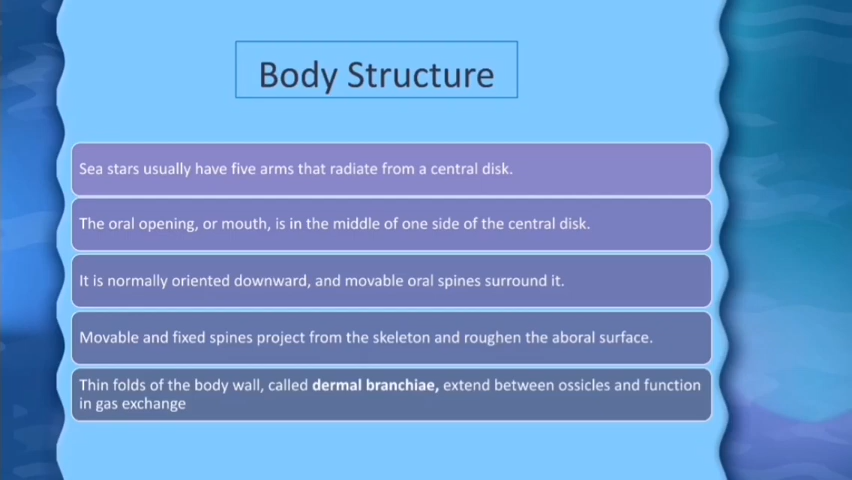 Body Structure
Sea stars usually have five arms that radiate from a central disk.
The oral opening, or mouth, is in the middle of one side of the central disk.
It is normally oriented downward, and movable oral spines surround it.
Movable and fixed spines project from the skeleton and roughen the aboral surface.
Thin folds of the body wall, called dermal branchiae, extend between ossicles and function
in gas exchange